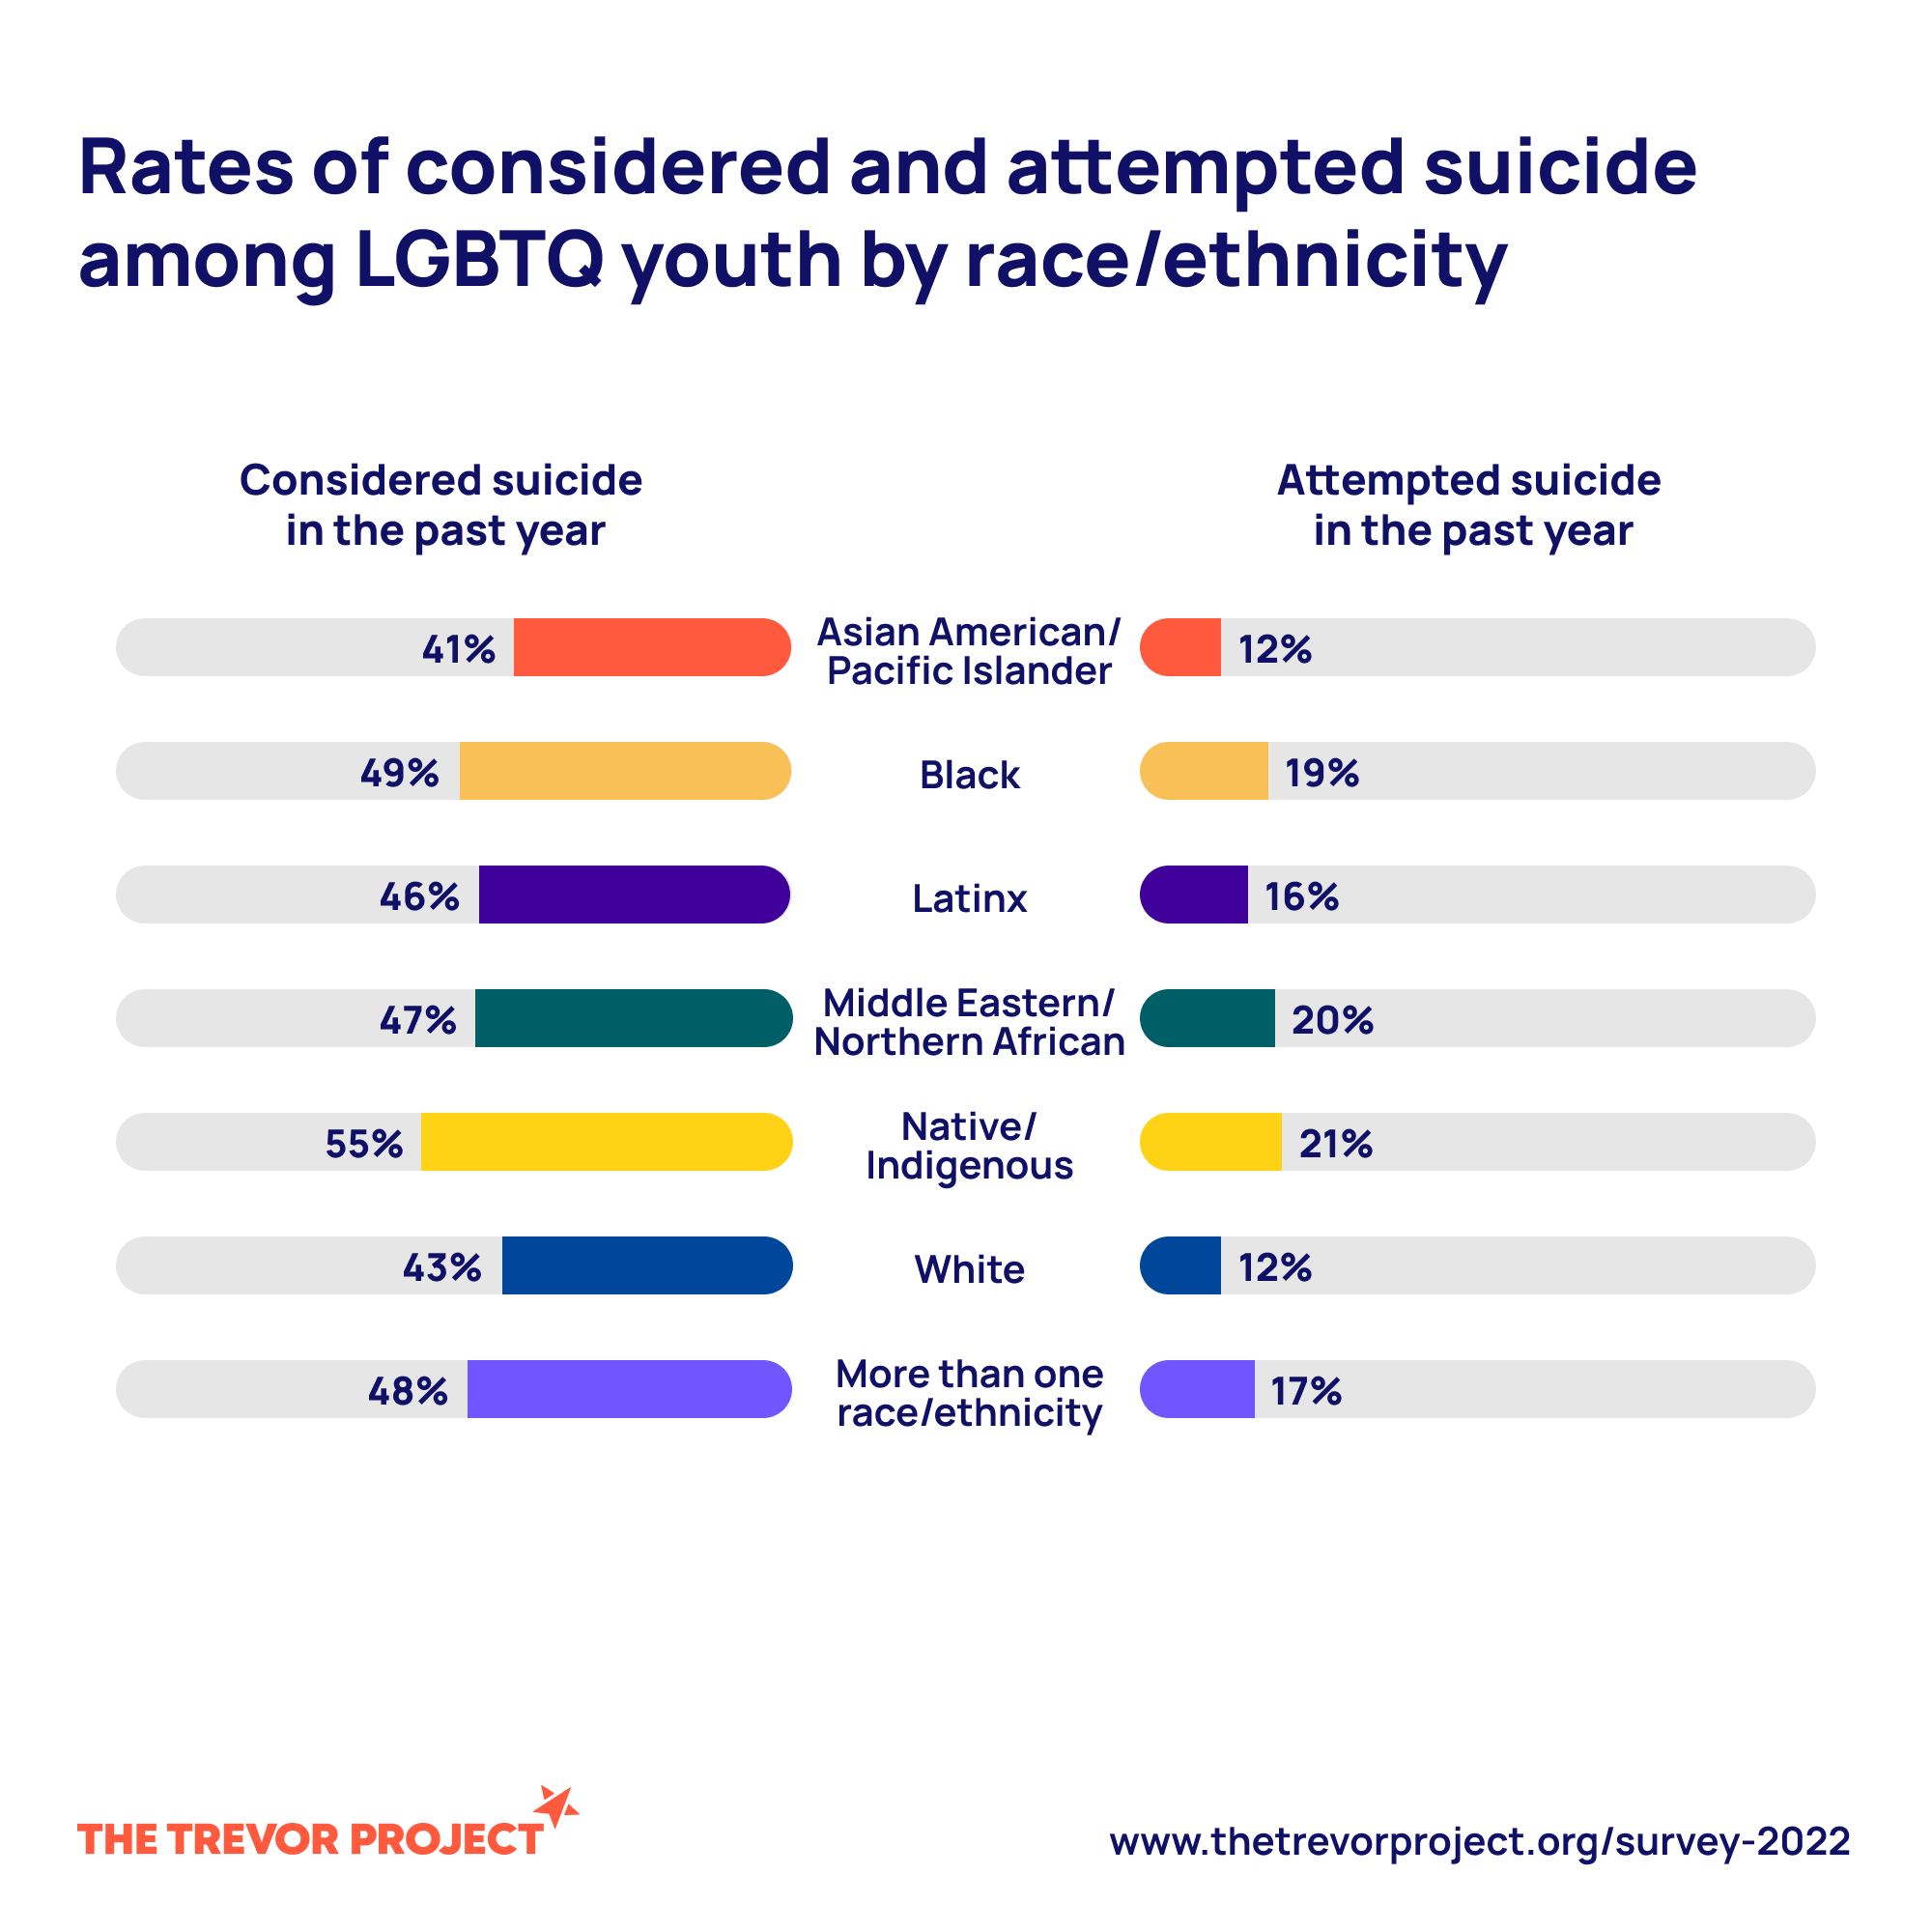 Rates of considered and attempted suicide
among LGBTQ youth by race/ethnicity
Considered suicide
in the past year
Attempted suicide
in the past year
41%
Asian American/
Pacific Islander
12%
49%
Black
19%
46%
Latinx
16%
47%
Middle Eastern/
Northern African
20%
55%
Native/
Indigenous
21%
43%
White
12%
48%
More than one
race/ethnicity
17%
THE TREVOR PROJECT
www.thetrevorproject.org/survey-2022